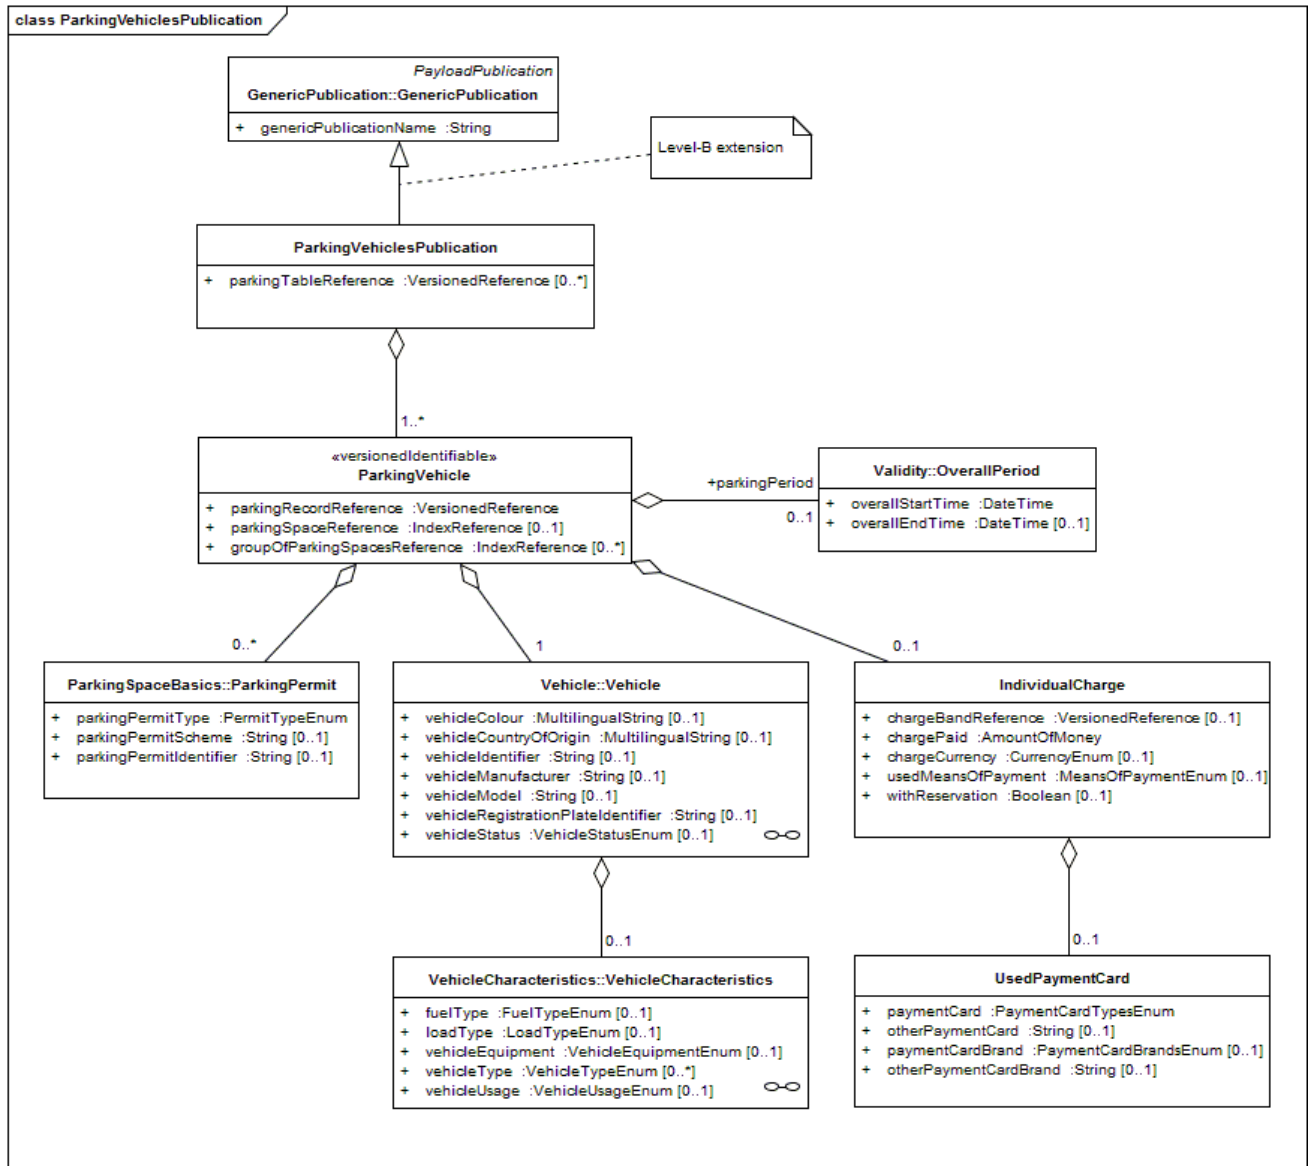 class ParkingVehiclesPublication
PayloadPublication
GenericPublication::GenericPublication
+ genericPublicationName :String
Level-B extension
ParkingVehiclesPublication
+ parkingTableReference :VersionedReference [0..*]
1..*
«versionedIdentifiable»
ParkingVehicle
+ parkingRecordReference :VersionedReference
+ parkingSpaceReference :IndexReference [0..1]
+ groupOfParkingSpacesReference :IndexReference [0..*]
+parkingPeriod
0..1
Validity::OverallPeriod
+ overallStartTime :DateTime
+ overallEndTime :DateTime [0..1]
0..*
1
0..1
ParkingSpaceBasics::ParkingPermit
+ parkingPermitType :PermitTypeEnum
+ parkingPermitScheme :String [0..1]
+ parkingPermitIdentifier :String [0..1]
Vehicle::Vehicle
+ vehicleColour :MultilingualString [0..1]
+ vehicleCountryOfOrigin :MultilingualString [0..1]
+ vehicleIdentifier :String [0..1]
+ vehicleManufacturer :String [0..1]
+ vehicleModel :String [0..1]
+ vehicleRegistrationPlateIdentifier :String [0..1]
+ vehicleStatus :VehicleStatusEnum [0..1]
IndividualCharge
+ chargeBandReference :VersionedReference [0..1]
+ chargePaid :AmountOfMoney
+ chargeCurrency :CurrencyEnum [0..1]
+ usedMeansOfPayment :MeansOfPaymentEnum [0..1]
+ withReservation :Boolean [0..1]
0..1
0..1
VehicleCharacteristics::VehicleCharacteristics
+ fuelType :FuelTypeEnum [0..1]
+ loadType :LoadTypeEnum [0..1]
+ vehicleEquipment :VehicleEquipmentEnum [0..1]
+ vehicleType :VehicleTypeEnum [0..*]
+ vehicleUsage :VehicleUsageEnum [0..1]
UsedPaymentCard
+ paymentCard :PaymentCardTypesEnum
+ otherPaymentCard :String [0..1]
+ paymentCardBrand :PaymentCardBrandsEnum [0..1]
+ otherPaymentCardBrand :String [0..1]